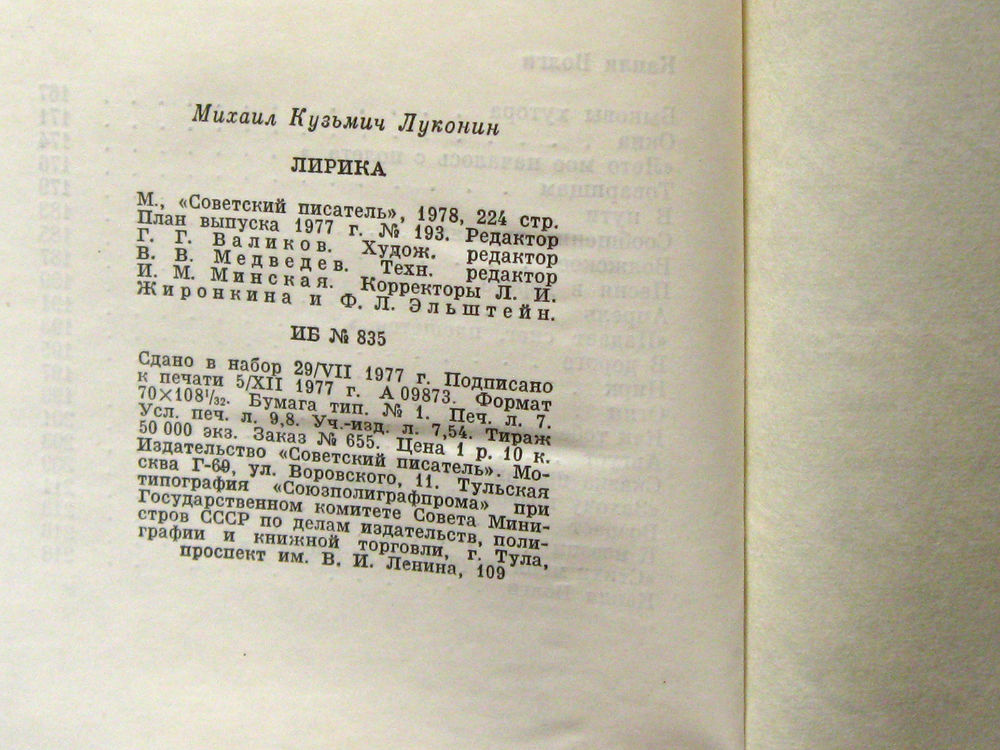 Михаил Кузьмич Луконин
ЛИРИКА
М., «Советский писатель», 1978, 224 стр.
План выпуска 1977 г. № 193. Редактор
Г. Г. Валиков. Худож. редактор
В. В. Медведев. Техн. редактор
И. М. Минская. Корректоры Л. И.
Жиронкина и Ф. Л. Эльштейн.
ИБ № 835
Сдано в набор 29/VII 1977 г. Подписано
к печати 5/XII 1977 г. А 09873. Формат
70×108¹/₃₂. Бумага тип. № 1. Печ. л. 7.
Усл. печ. л. 9,8. Уч.-изд. л. 7,54. Тираж
50 000 экз. Заказ № 655. Цена 1 р. 10 к.
Издательство «Советский писатель». Мо-
сква Г-69, ул. Воровского, 11. Тульская
типография «Союзполиграфпрома» при
Государственном комитете Совета Мини-
стров СССР по делам издательств, поли-
графии и книжной торговли, г. Тула,
проспект им. В. И. Ленина, 109